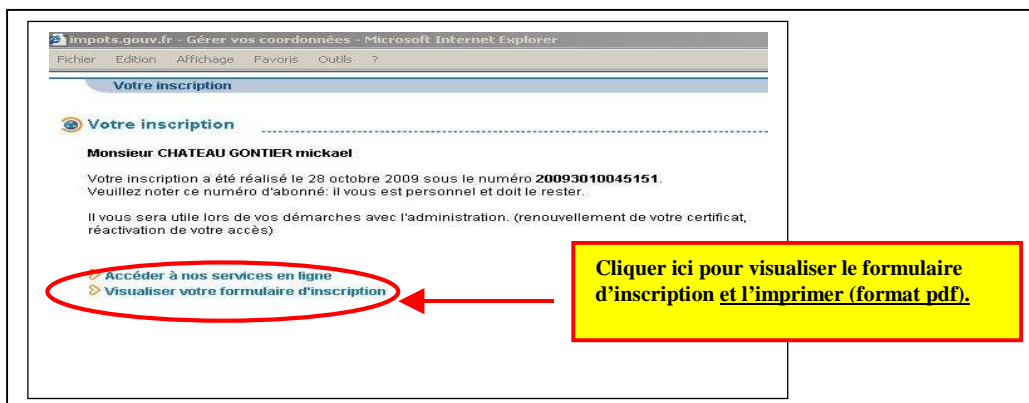 impots.gouv.fr - Gérer vos coordonnées - Microsoft Internet Explorer
Fichier Edition Affichage Favoris Outils ?
Votre inscription
Votre inscription
Monsieur CHATEAU GONTIER mickael
Votre inscription a été réalisé le 28 octobre 2009 sous le numéro 20093010045151.
Veuillez noter ce numéro d'abonné: il vous est personnel et doit le rester.
Il vous sera utile lors de vos démarches avec l'administration. (renouvellement de votre certificat,
réactivation de votre accès)
Accéder à nos services en ligne
Visualiser votre formulaire d'inscription
Cliquer ici pour visualiser le formulaire
d’inscription et l’imprimer (format pdf).